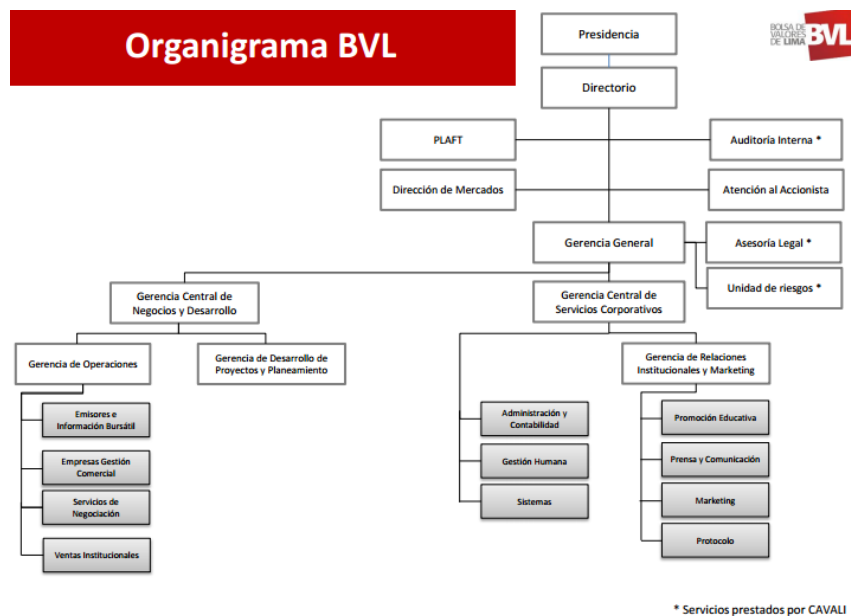 Organigrama BVL
BOLSA DE
VALORES
DE LIMA
BVL
Presidencia
Directorio
PLAFT
Auditoría Interna *
Dirección de Mercados
Atención al Accionista
Gerencia General
Asesoría Legal *
Unidad de riesgos *
Gerencia Central de
Negocios y Desarrollo
Gerencia Central de
Servicios Corporativos
Gerencia de Operaciones
Gerencia de Desarrollo de
Proyectos y Planeamiento
Gerencia de Relaciones
Institucionales y Marketing
Emisores e
Información Bursátil
Empresas Gestión
Comercial
Servicios de
Negociación
Ventas Institucionales
Administración y
Contabilidad
Gestión Humana
Sistemas
Promoción Educativa
Prensa y Comunicación
Marketing
Protocolo
* Servicios prestados por CAVALI